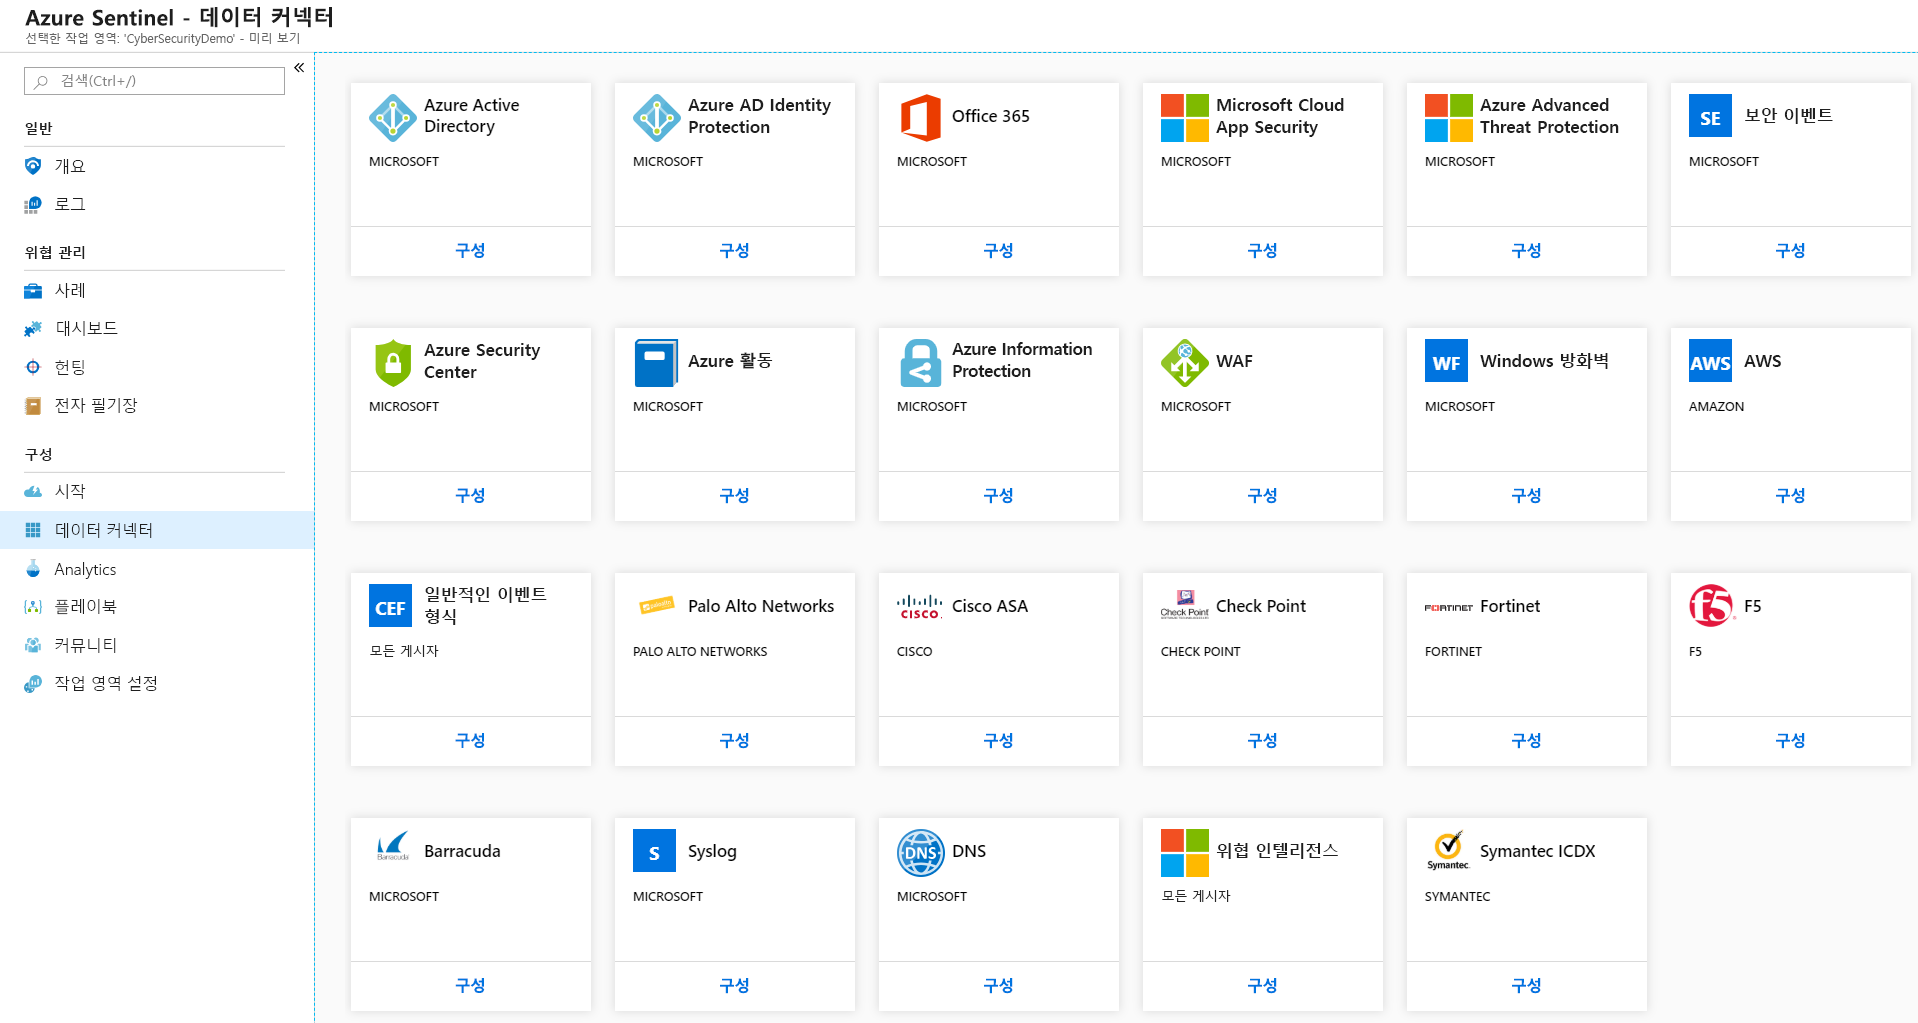 Azure Sentinel - 데이터 커넥터
선택한 작업 영역: 'CyberSecurityDemo' - 미리 보기
«
검색(Ctrl+/)
일반
개요
로그
위협 관리
사례
대시보드
헌팅
전자 필기장
구성
시작
데이터 커넥터
Analytics
플레이북
커뮤니티
작업 영역 설정
Azure Active
Directory
MICROSOFT
구성
Azure AD Identity
Protection
MICROSOFT
구성
Office 365
MICROSOFT
구성
Microsoft Cloud
App Security
MICROSOFT
구성
Azure Advanced
Threat Protection
MICROSOFT
구성
SE
보안 이벤트
MICROSOFT
구성
Azure Security
Center
MICROSOFT
구성
Azure 활동
MICROSOFT
구성
Azure Information
Protection
MICROSOFT
구성
WAF
MICROSOFT
구성
WF
Windows 방화벽
MICROSOFT
구성
AWS
AWS
AMAZON
구성
CEF
일반적인 이벤트
형식
모든 게시자
구성
paloalto
Palo Alto Networks
PALO ALTO NETWORKS
구성
CISCO
Cisco ASA
CISCO
구성
Check Point
Check Point
CHECK POINT
구성
FORTINET
Fortinet
FORTINET
구성
f5
F5
F5
구성
Barracuda
Barracuda
MICROSOFT
구성
S
Syslog
MICROSOFT
구성
DNS
DNS
MICROSOFT
구성
위협 인텔리전스
모든 게시자
구성
Symantec
Symantec ICDX
SYMANTEC
구성